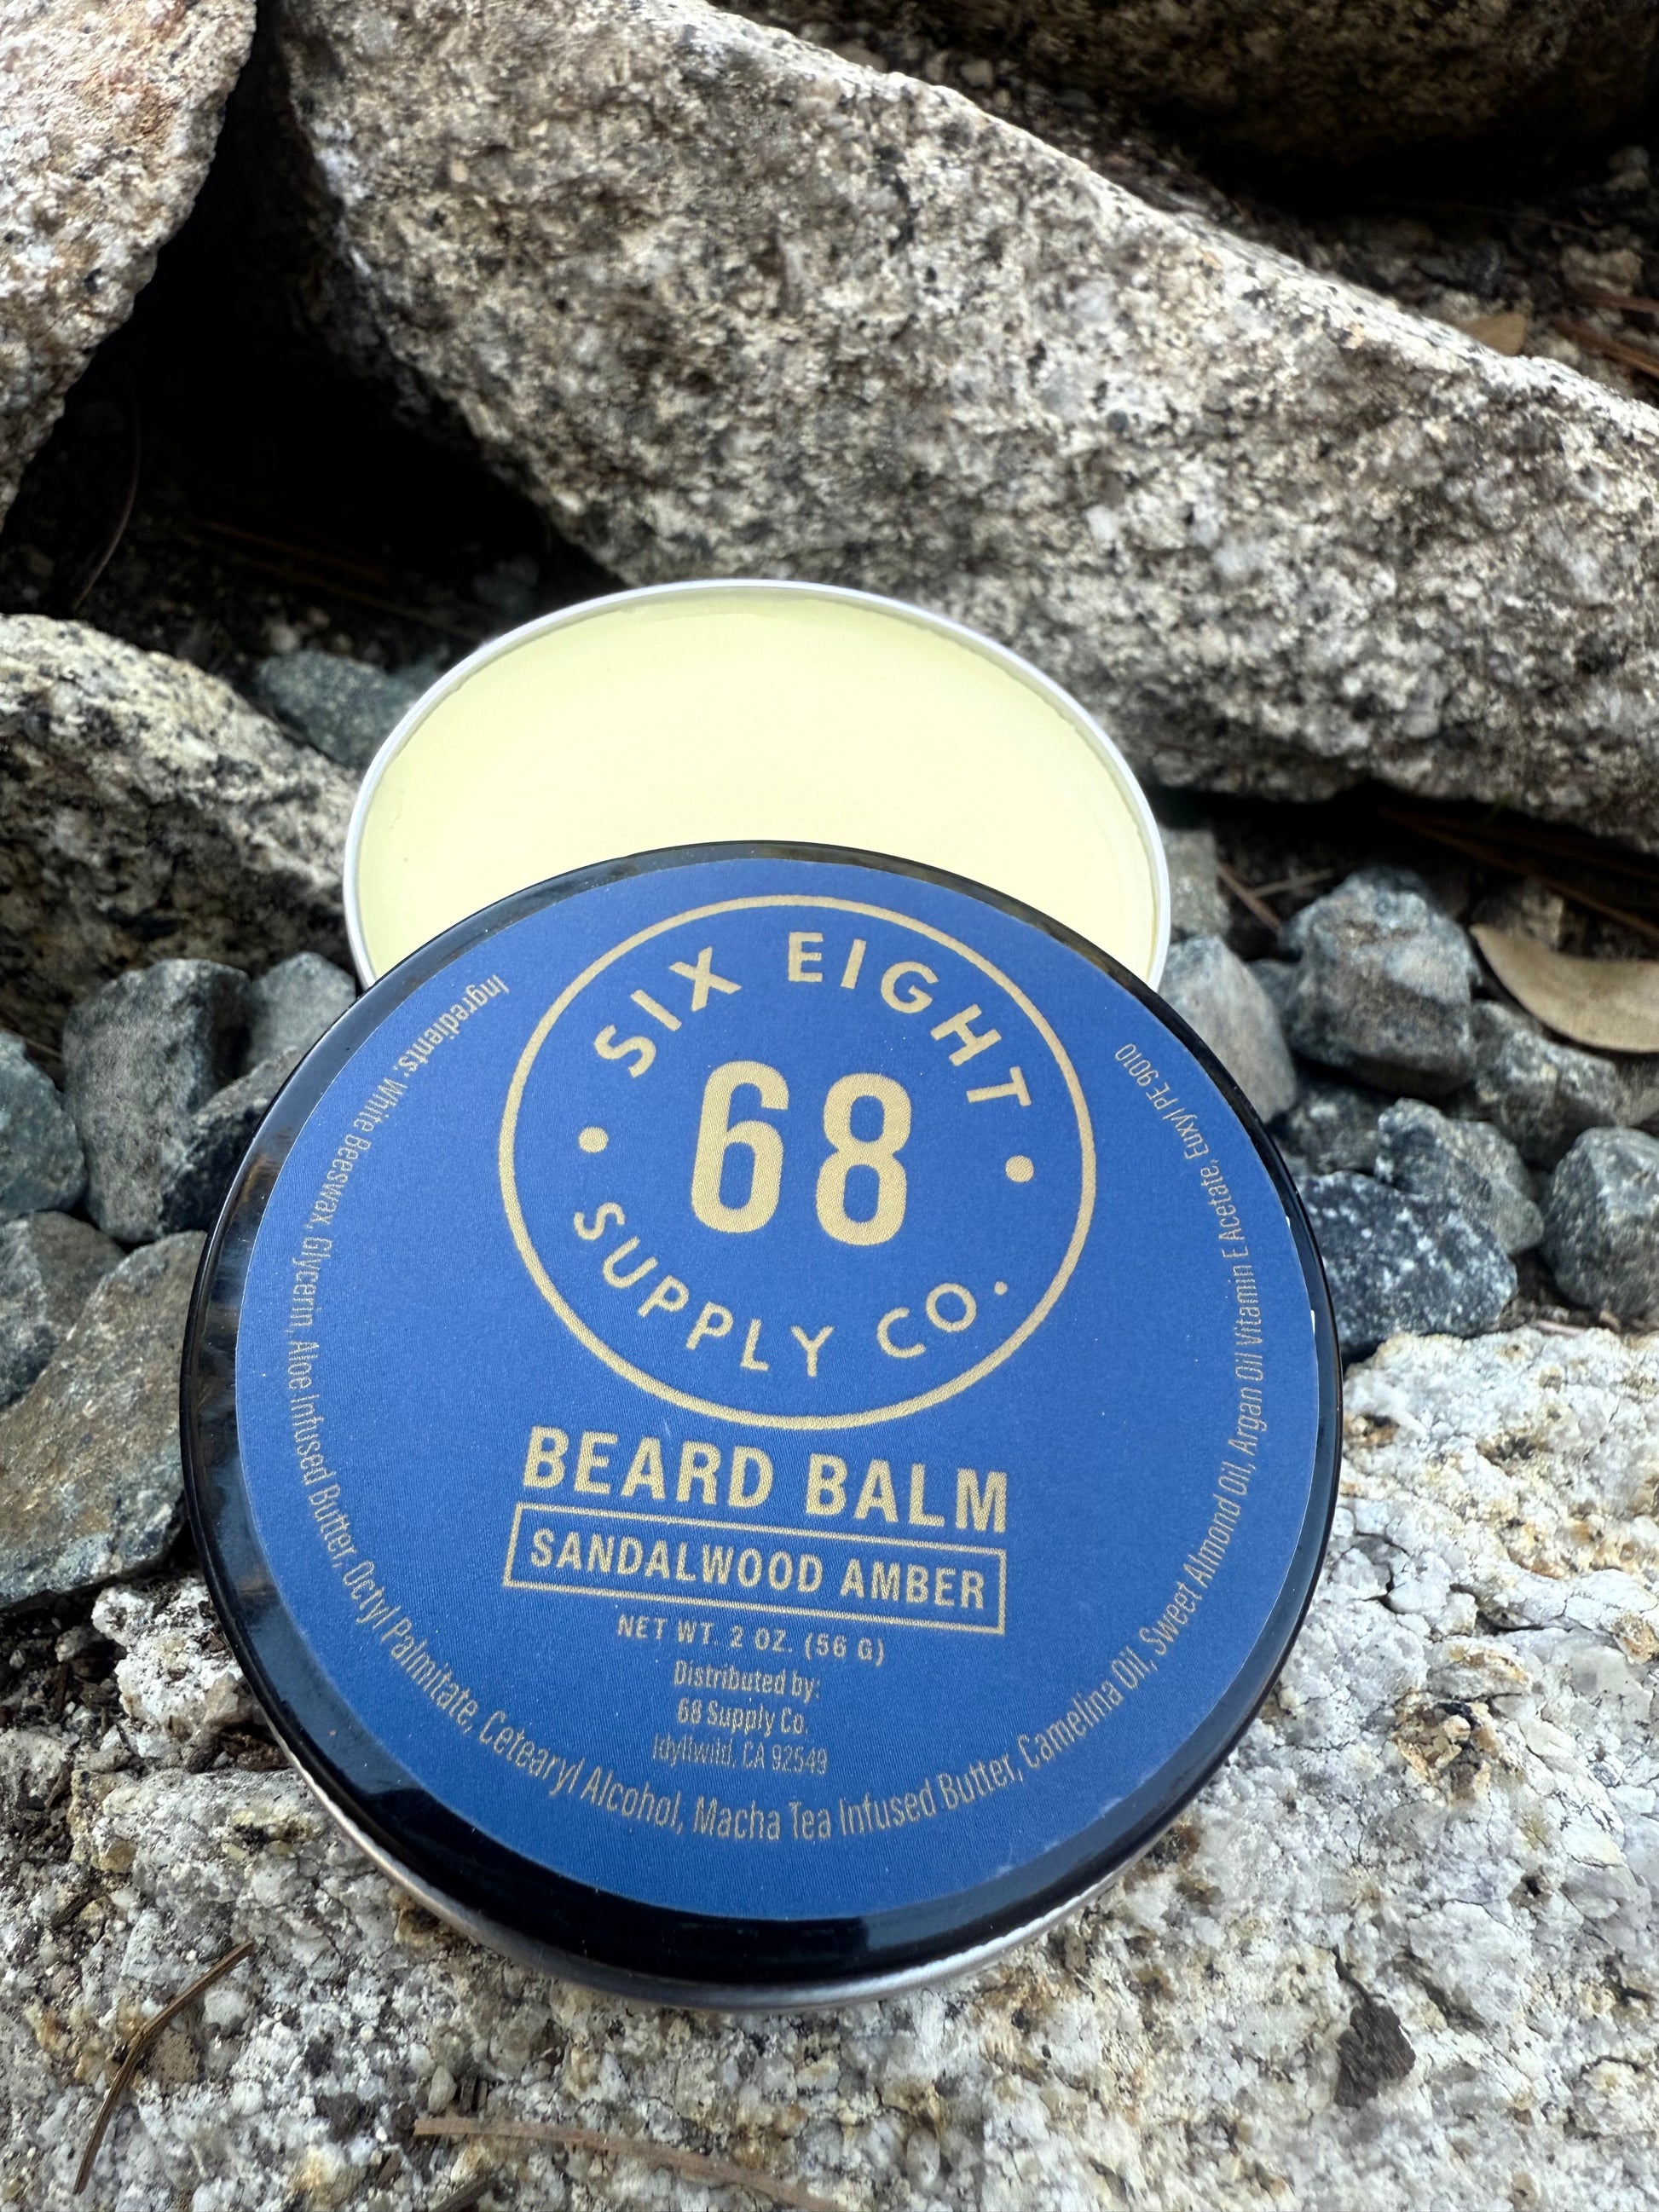 SIX EIGHT
68
SUPPLY CO.
BEARD BALM
SANDALWOOD AMBER
NET WT. 2 OZ. (56 G)
Distributed by:
68 Supply Co.
Idyllwild, CA 92549
Ingredients: White Beeswax, Glycerin, Aloe Infused Butter, Octyl Palmitate, Cetearyl Alcohol, Macha Tea Infused Butter, Camelina Oil, Sweet Almond Oil, Argan Oil Vitamin E Acetate, Euxyl PE 9010